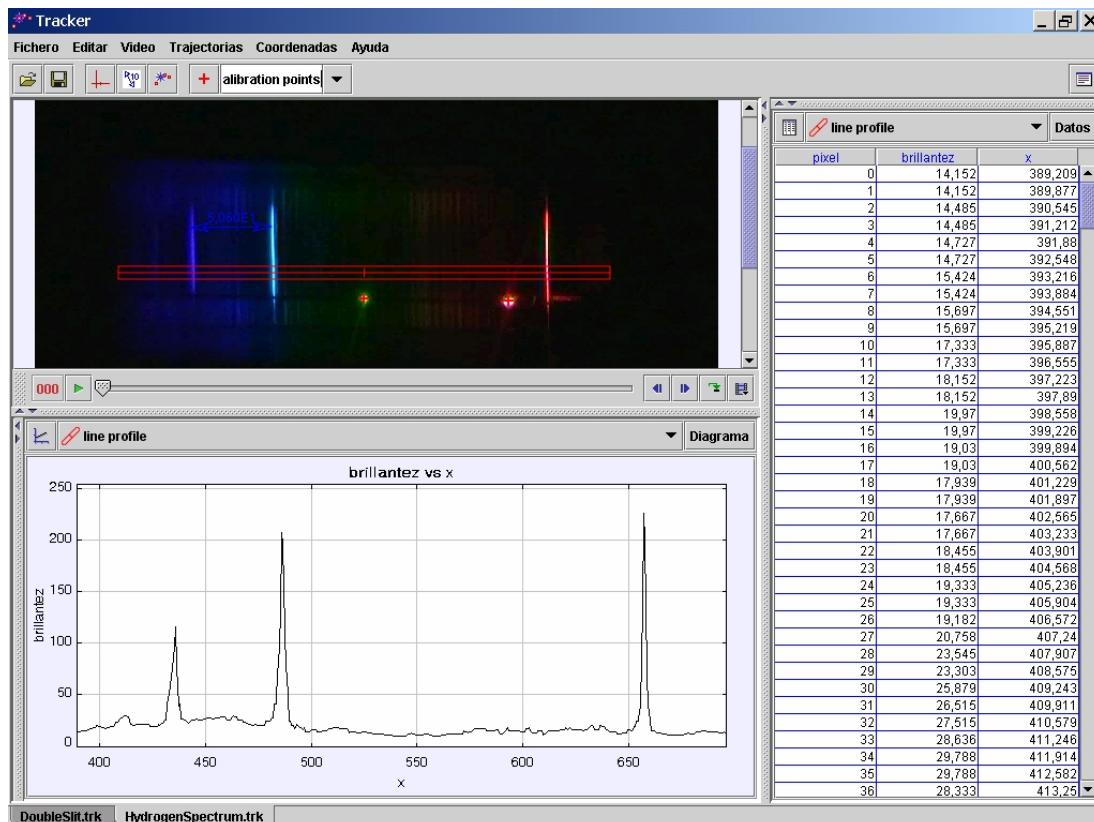 Tracker
Fichero Editar Video Trajectorias Coordenadas Ayuda
alibration points
5,060E1
000
line profile Datos
pixel brillantez x
0 14,152 389,209
1 14,152 389,877
2 14,485 390,545
3 14,485 391,212
4 14,727 391,88
5 14,727 392,548
6 15,424 393,216
7 15,424 393,884
8 15,697 394,551
9 15,697 395,219
10 17,333 395,887
11 17,333 396,555
12 18,152 397,223
13 18,152 397,89
14 19,97 398,558
15 19,97 399,226
16 19,03 399,894
17 19,03 400,562
18 17,939 401,229
19 17,939 401,897
20 17,667 402,565
21 17,667 403,233
22 18,455 403,901
23 18,455 404,568
24 19,333 405,236
25 19,333 405,904
26 19,182 406,572
27 20,758 407,24
28 23,545 407,907
29 23,303 408,575
30 25,879 409,243
31 26,515 409,911
32 27,515 410,579
33 28,636 411,246
34 29,788 411,914
35 29,788 412,582
36 28,333 413,25
line profile Diagrama
brillantez vs x
250
200
150
100
50
0
brillantez
400 450 500 550 600 650
x
DoubleSlit.trk HydrogenSpectrum.trk